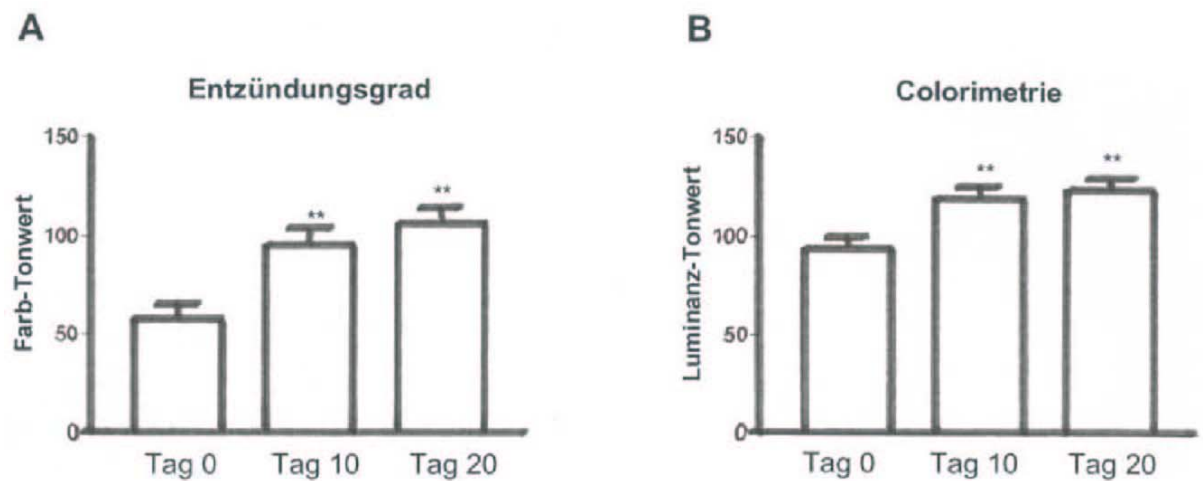 A
Entzündungsgrad
Farb-Tonwert
150
100
50
0
**
**
Tag 0 Tag 10 Tag 20
B
Colorimetrie
Luminanz-Tonwert
150
100
50
0
**
**
Tag 0 Tag 10 Tag 20